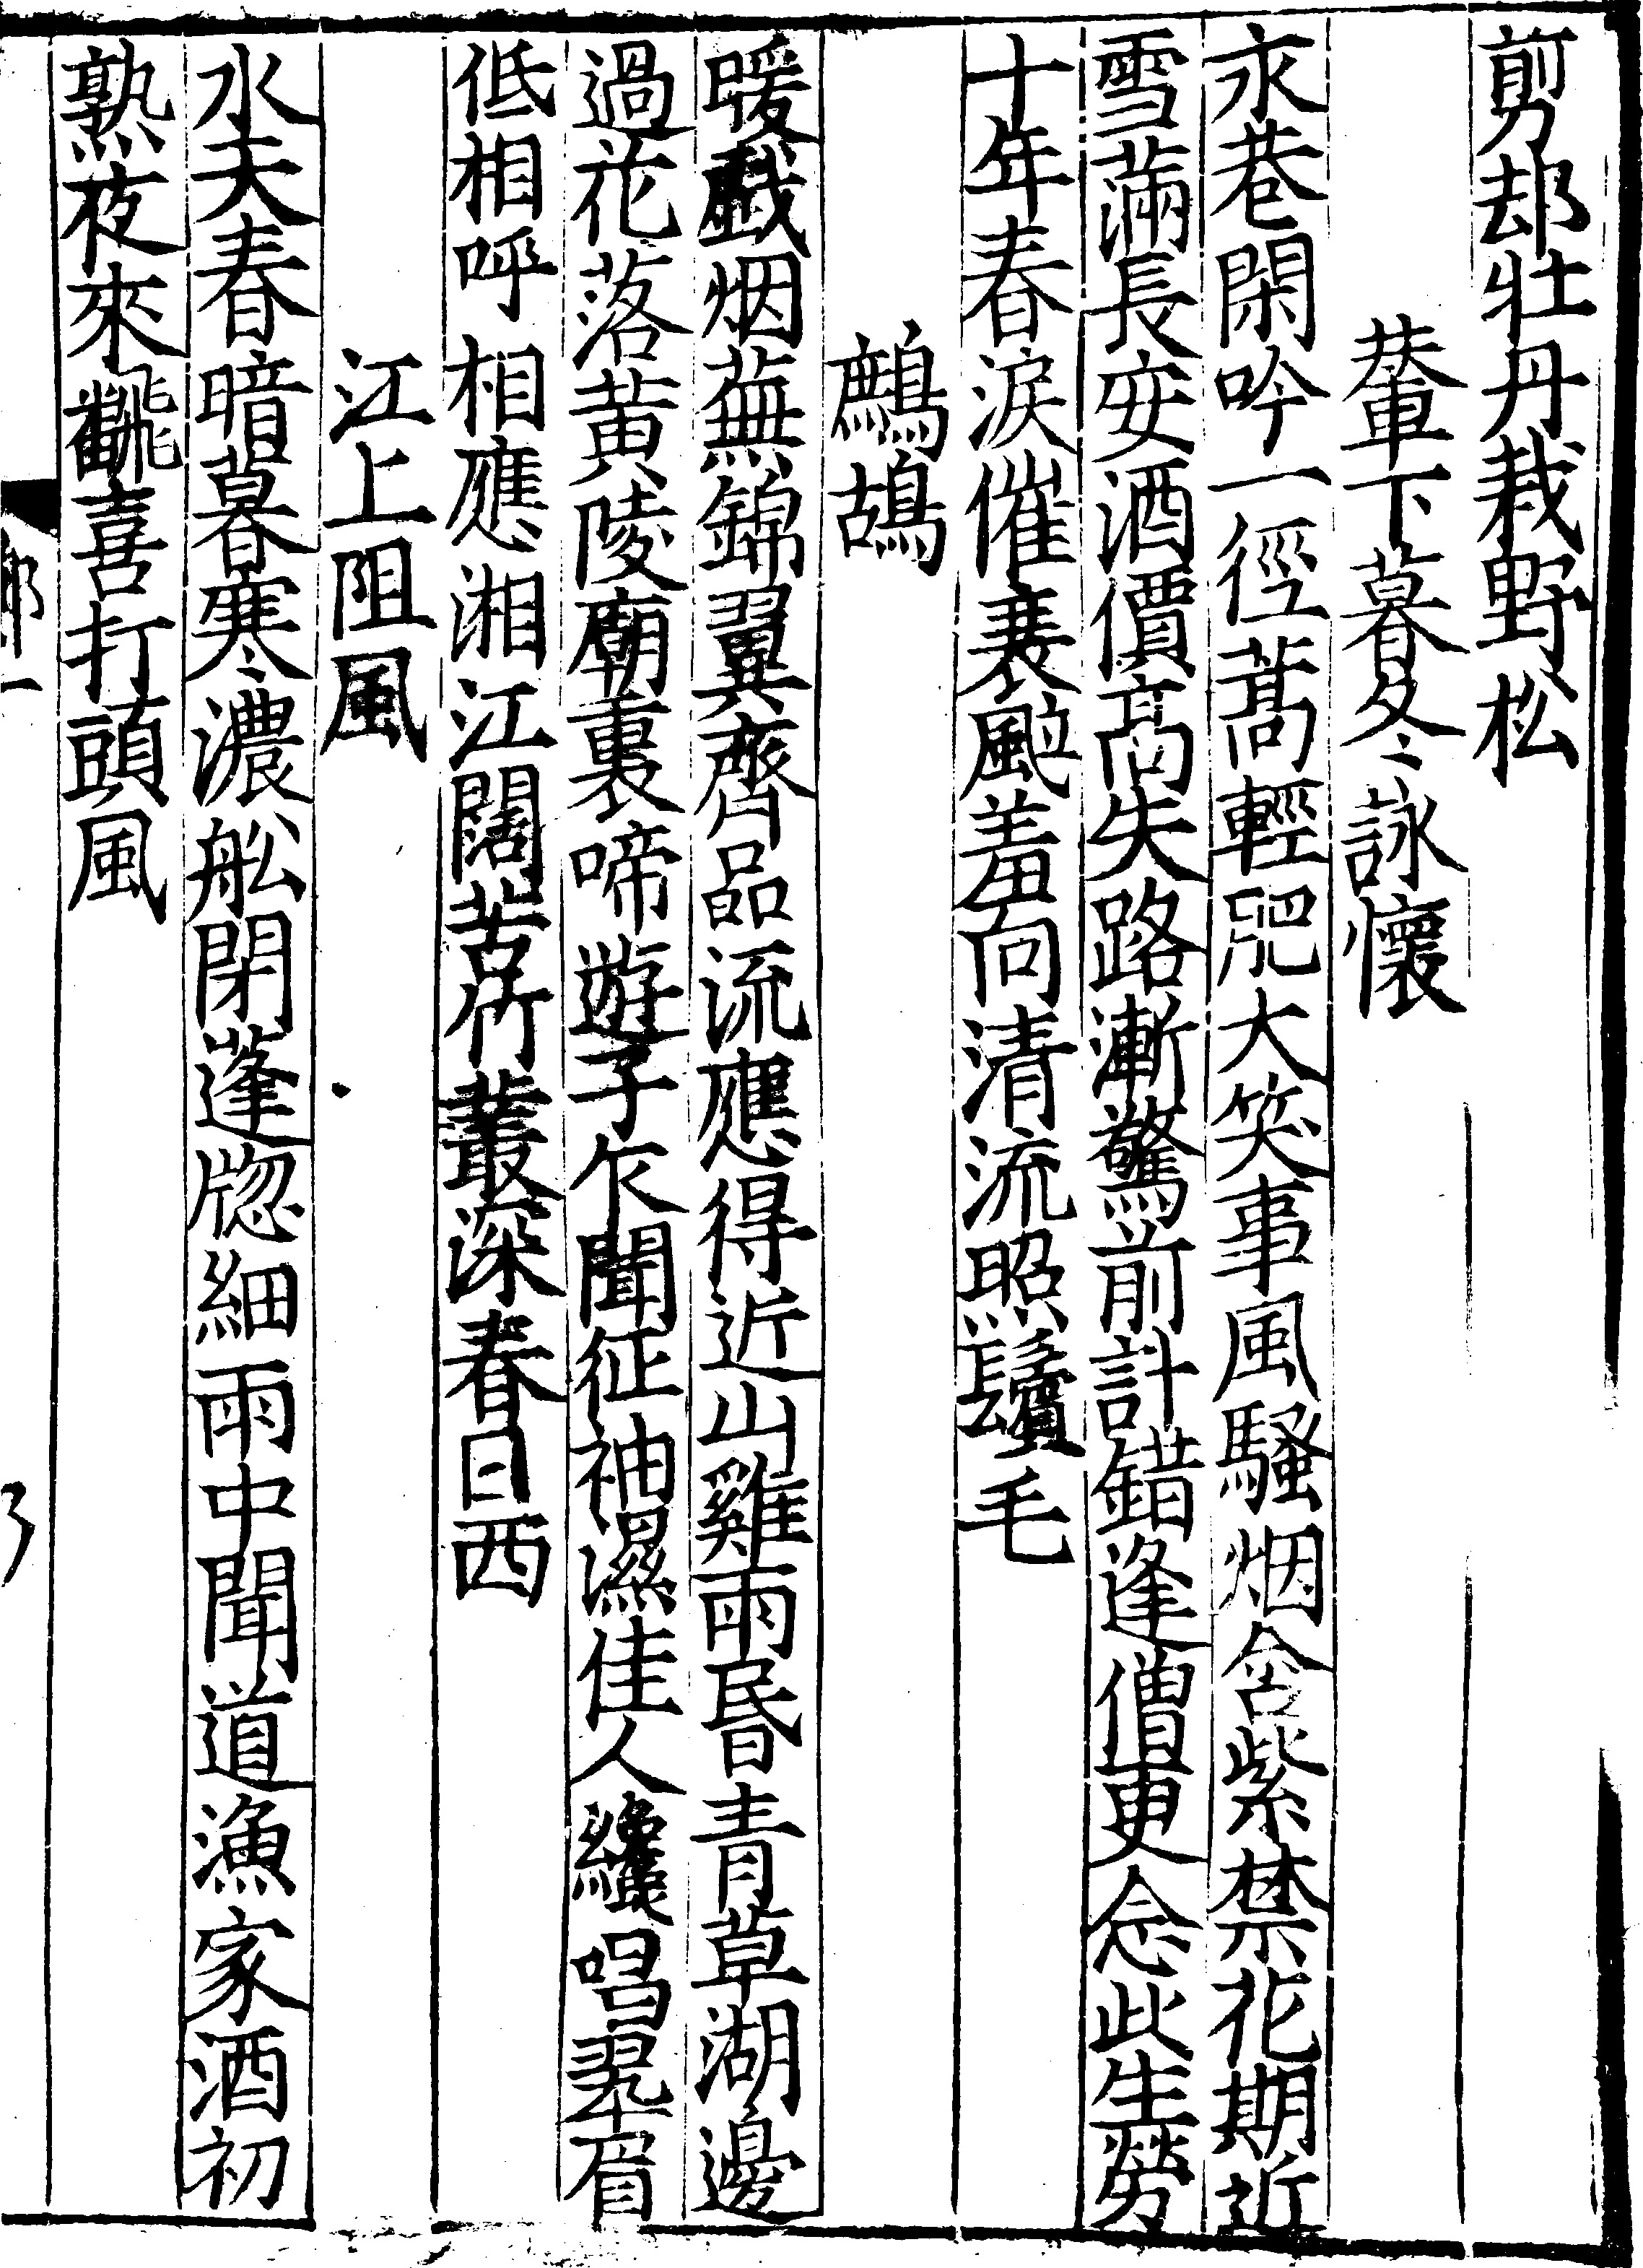 剪却牡丹栽野松
輦下暮冬詠懷
永巷閑吟一徑蒿輕肥大笑事風騷烟含紫禁花期近
雪滿長安酒價高失路漸驚前計錯逢僧更念此生勞
十年春淚催衰颯羞向清流照鬢毛
鷓鴣
暖戲烟蕪錦翼齊品流應得近山雞雨昏青草湖邊
過花落黃陵廟裏啼遊子乍聞征袖濕佳人纔唱翠眉
低相呼相應湘江闊苦竹叢深春日西
江上阻風
水天春暗暮寒濃舩閉蓬窓細雨中聞道漁家酒初
熟夜來飜喜打頭風
一